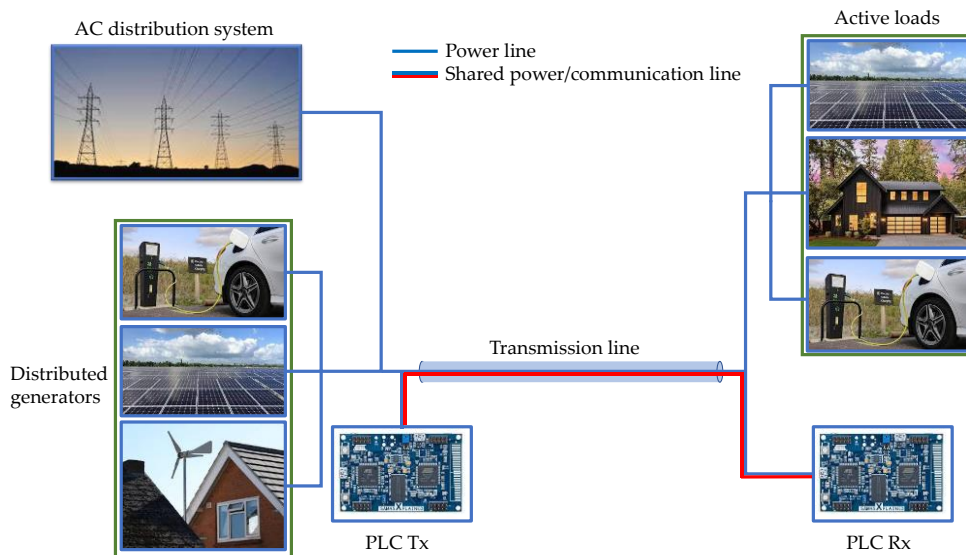 AC distribution system
Active loads
Power line
Shared power/communication line
Transmission line
Distributed
generators
PLC Tx
PLC Rx